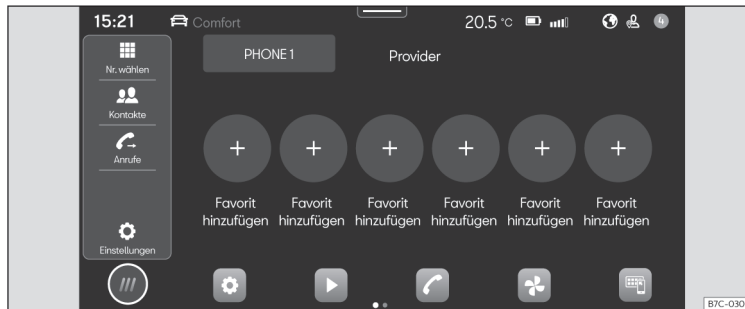 15:21 Comfort 20.5 °C 4
PHONE 1 Provider
Nr. wählen
Kontakte
Anrufe
Einstellungen
Favorit Favorit Favorit Favorit Favorit Favorit
hinzufügen hinzufügen hinzufügen hinzufügen hinzufügen hinzufügen
B7C-030